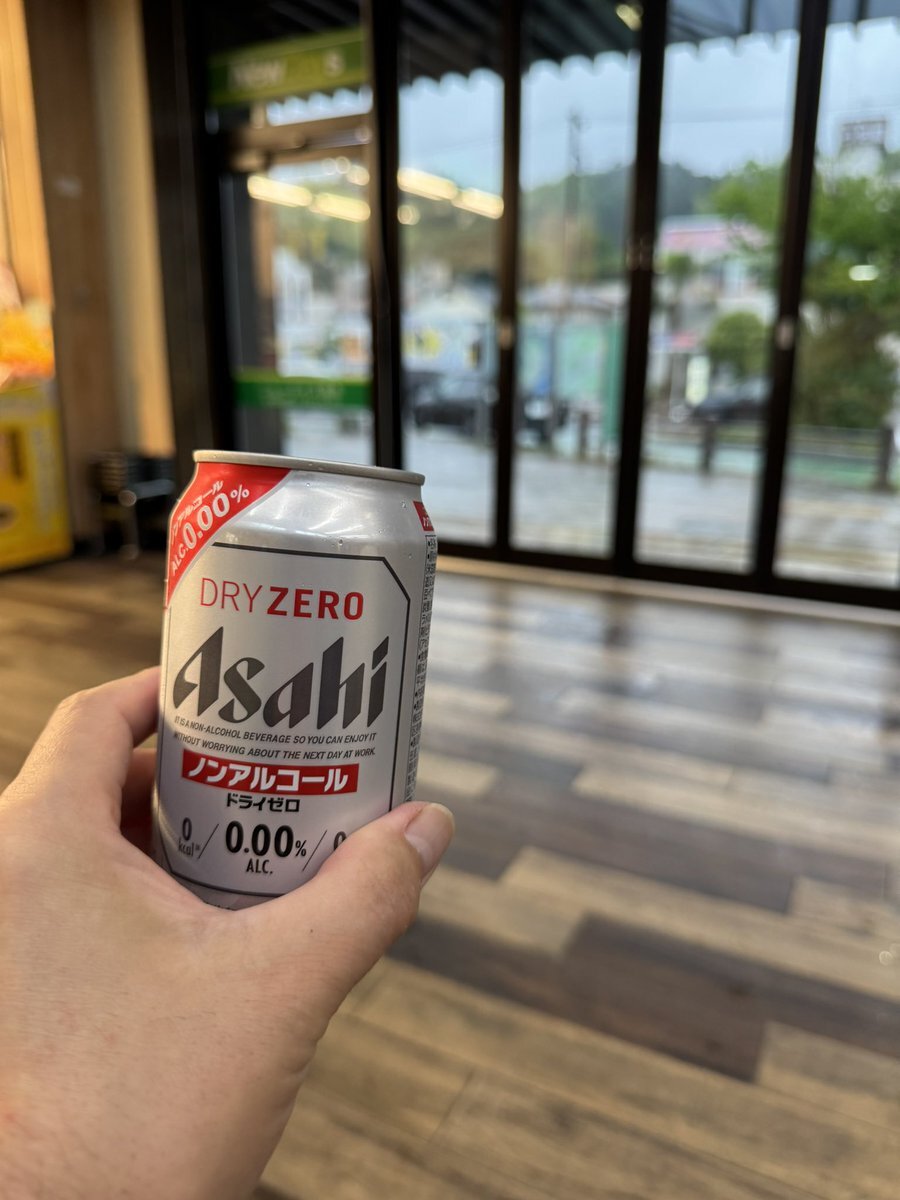 ノンアルコール
ALC.0.00%
DRY ZERO
Asahi
IT IS A NON-ALCOHOL BEVERAGE SO YOU CAN ENJOY IT
WITHOUT WORRYING ABOUT THE NEXT DAY AT WORK.
ノンアルコール
ドライゼロ
0 kcal / 0.00% /
ALC.